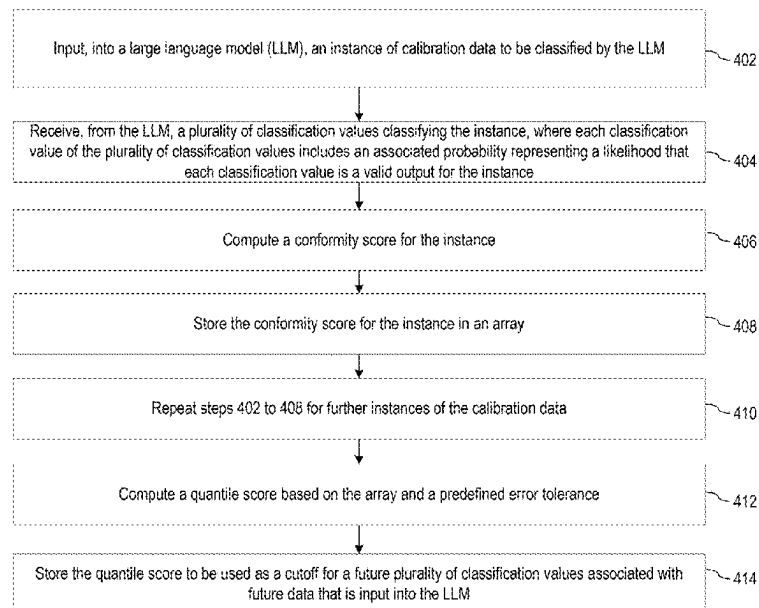 Input, into a large language model (LLM), an instance of calibration data to be classified by the LLM
402
Receive, from the LLM, a plurality of classification values classifying the instance, where each classification
value of the plurality of classification values includes an associated probability representing a likelihood that
each classification value is a valid output for the instance
404
Compute a conformity score for the instance
406
Store the conformity score for the instance in an array
408
Repeat steps 402 to 408 for further instances of the calibration data
410
Compute a quantile score based on the array and a predefined error tolerance
412
Store the quantile score to be used as a cutoff for a future plurality of classification values associated with
future data that is input into the LLM
414